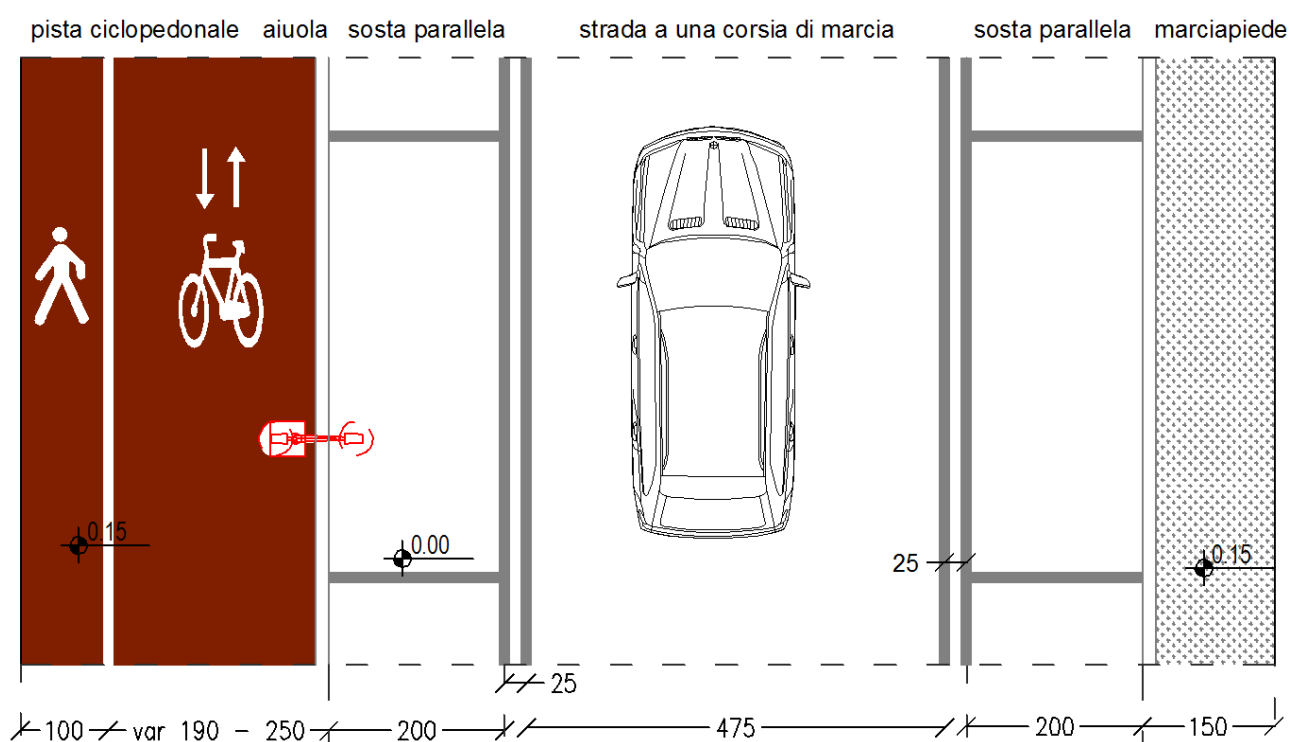 pista ciclopedonale aiuola sosta parallela strada a una corsia di marcia sosta parallela marciapiede
0.15
0.00
25
0.15
25
100 var 190 - 250 200 475 200 150